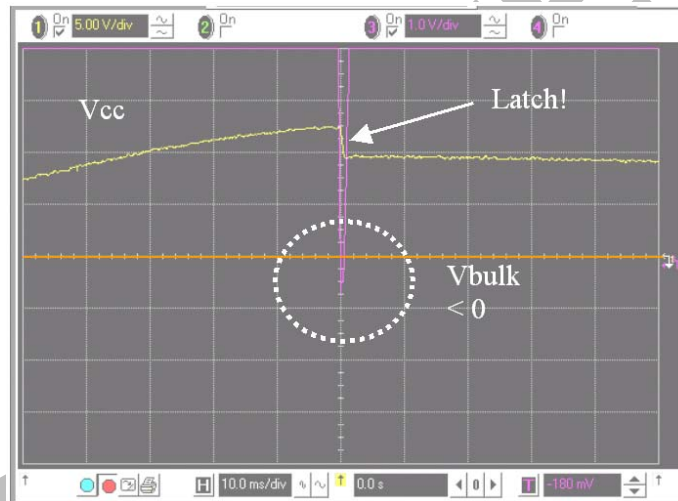 1 On 5.00 V/div 2 On 3 On 1.0 V/div 4 On
Vcc
Latch!
Vbulk
< 0
H 10.0 ms/div 0.0 s 0 T -180 mV